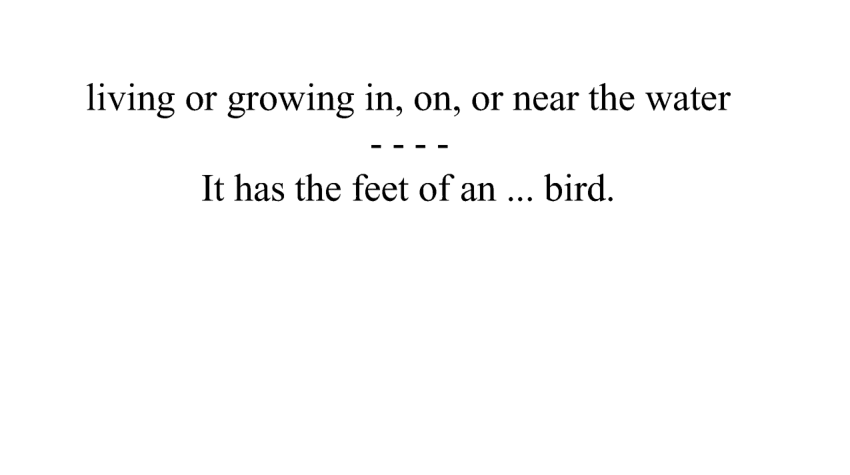 living or growing in, on, or near the water
- - - -
It has the feet of an ... bird.